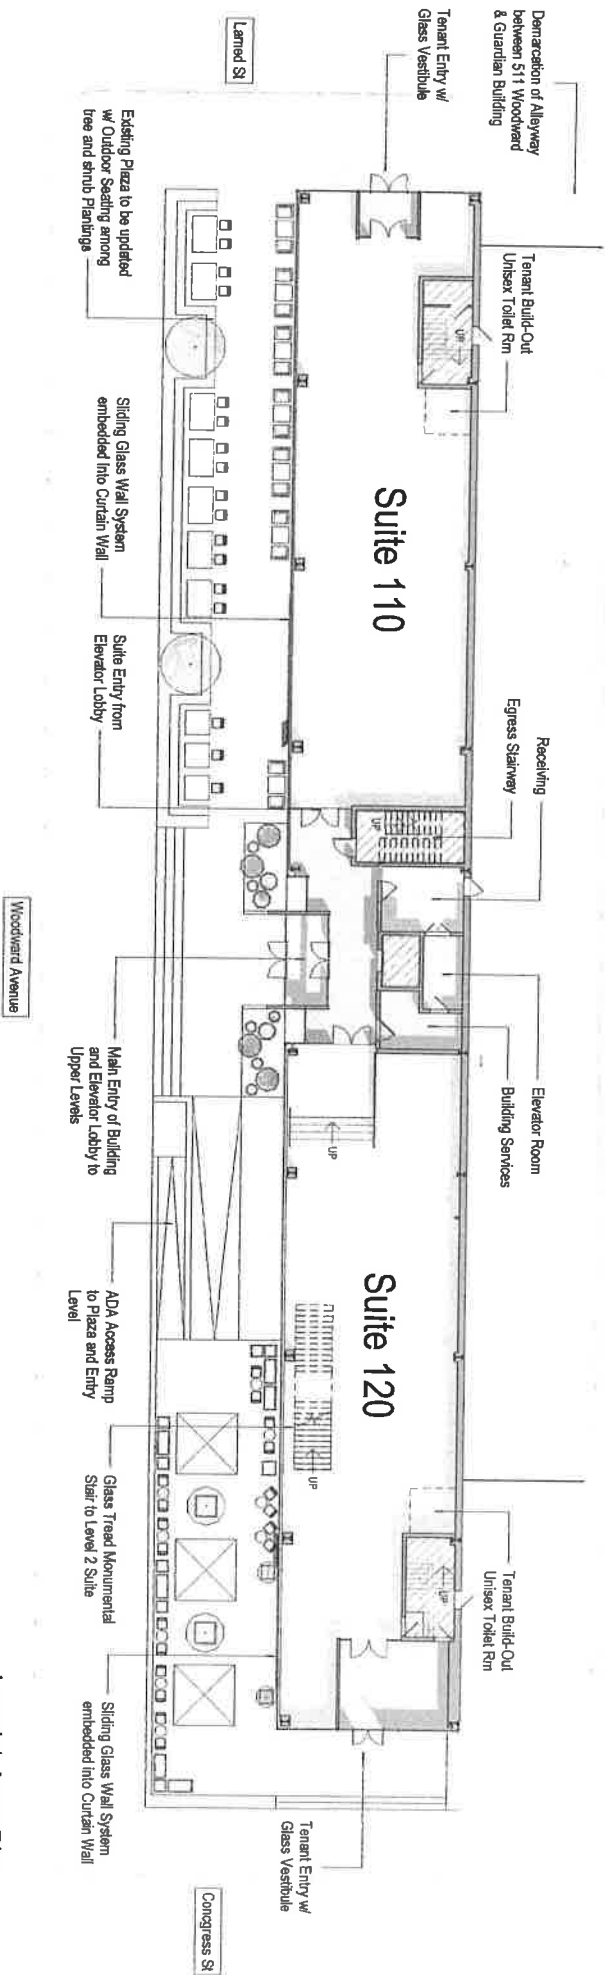 Demarcation of Alleyway
between 511 Woodward
& Guardian Building
Tenant Entry w/
Glass Vestibule
Larned St
Tenant Build-Out
Unisex Toilet Rm
UP
Existing Plaza to be updated
w/ Outdoor Seating among
tree and shrub Plantings
Suite 110
Sliding Glass Wall System
embedded into Curtain Wall
Suite Entry from
Elevator Lobby
Receiving
Egress Stairway
UP
Elevator Room
Building Services
Woodward Avenue
Main Entry of Building
and Elevator Lobby to
Upper Levels
UP
ADA Access Ramp
to Plaza and Entry
Level
Suite 120
UP
Glass Tread Monumental
Stair to Level 2 Suite
Tenant Build-Out
Unisex Toilet Rm
UP
Sliding Glass Wall System
embedded into Curtain Wall
Tenant Entry w/
Glass Vestibule
Concgress St